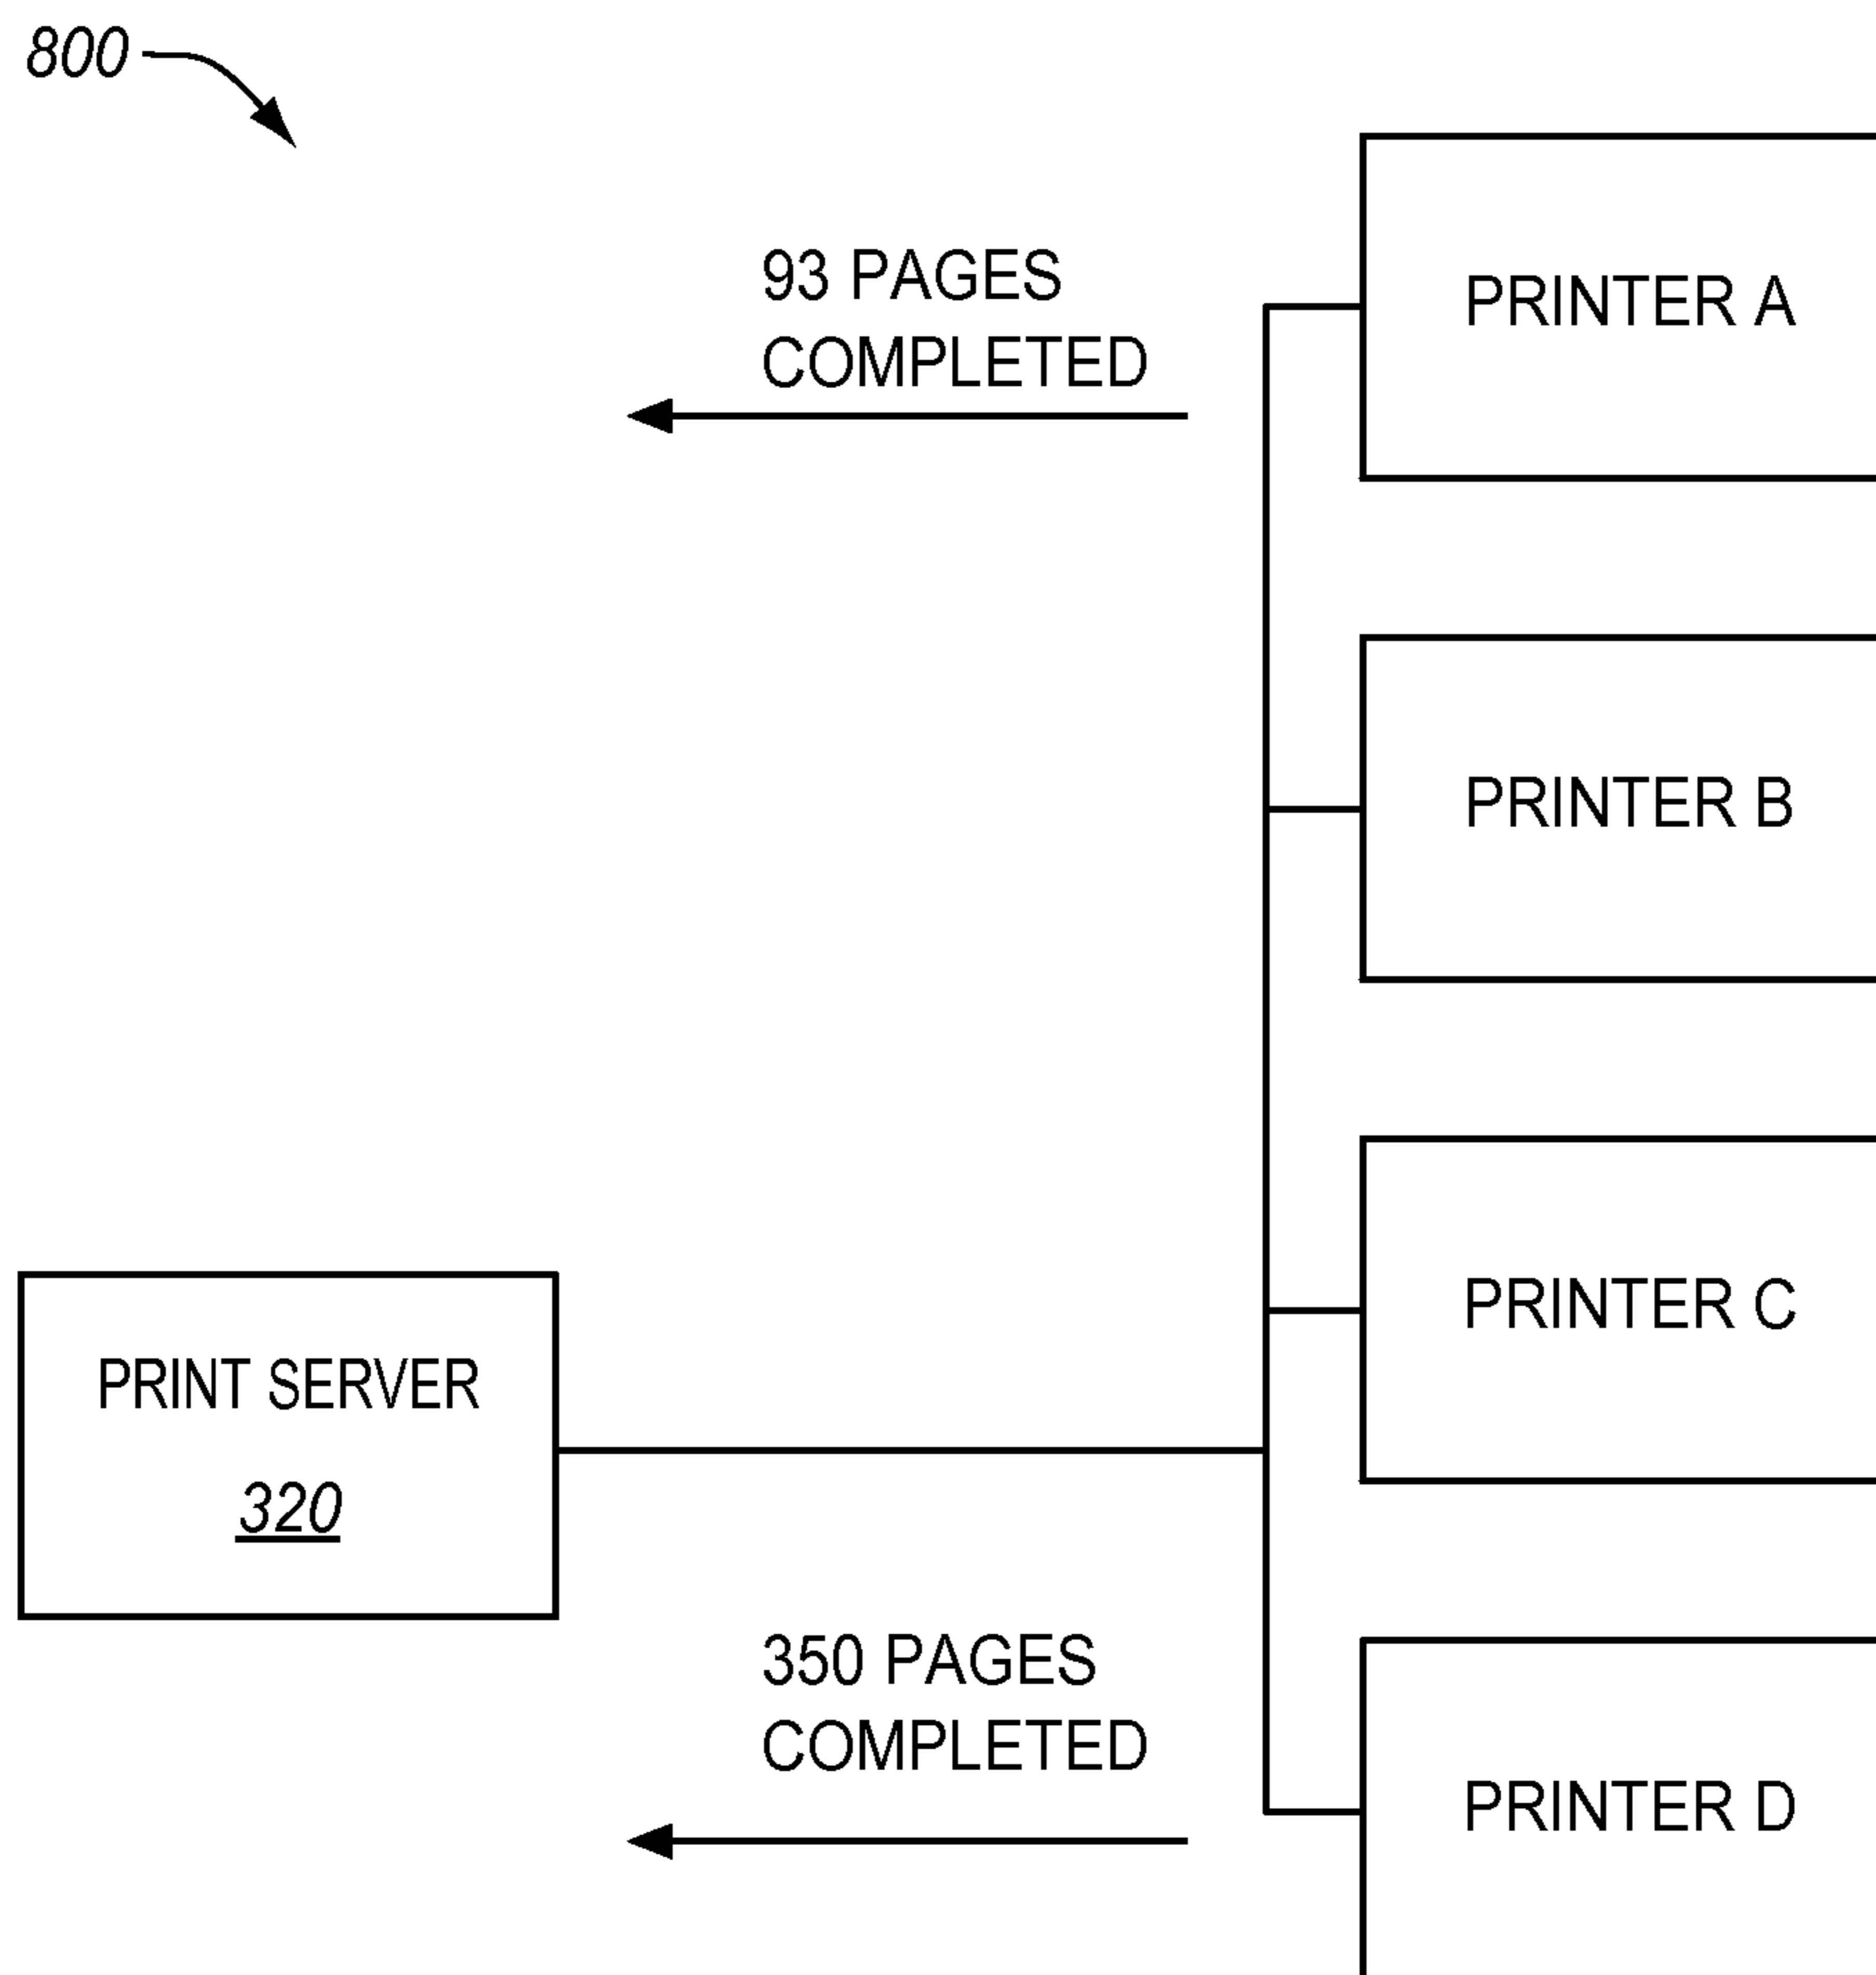 800
93 PAGES
COMPLETED
PRINTER A
PRINTER B
PRINTER C
PRINT SERVER
320
350 PAGES
COMPLETED
PRINTER D